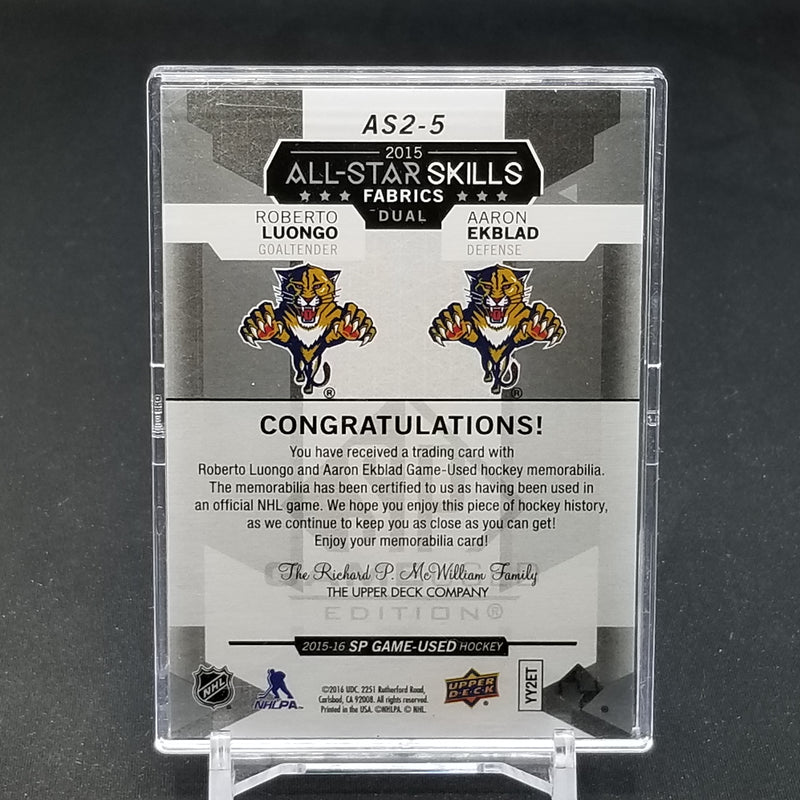 AS2-5
2015
ALL-STAR SKILLS
FABRICS
DUAL
ROBERTO
LUONGO
GOALTENDER
AARON
EKBLAD
DEFENSE
®
®
CONGRATULATIONS!
You have received a trading card with
Roberto Luongo and Aaron Ekblad Game-Used hockey memorabilia.
The memorabilia has been certified to us as having been used in
an official NHL game. We hope you enjoy this piece of hockey history,
as we continue to keep you as close as you can get!
Enjoy your memorabilia card!
The Richard P. McWilliam Family
THE UPPER DECK COMPANY
EDITION®
2015-16 SP GAME-USED HOCKEY
NHL
NHLPA
©2016 UDC, 2251 Rutherford Road,
Carlsbad, CA 92008. All rights reserved.
Printed in the USA. ©NHLPA. © NHL.
UPPER
DECK
YY2ET